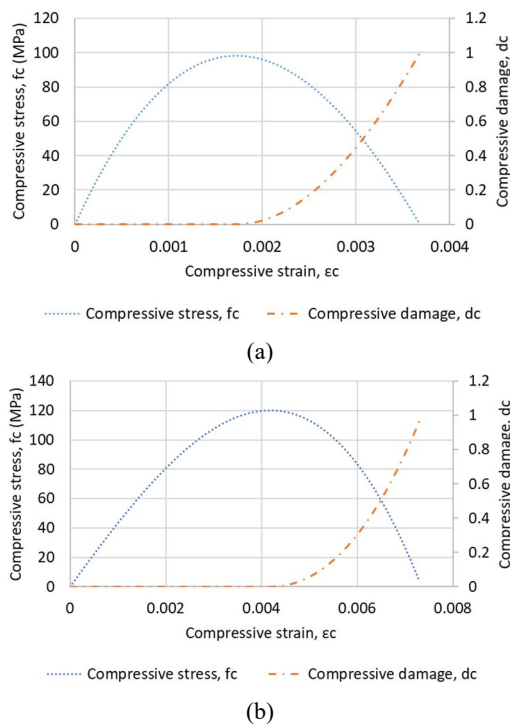 120
100
80
60
40
20
0
Compressive stress, fc (MPa)
1.2
1
0.8
0.6
0.4
0.2
0
Compressive damage, dc
0 0.001 0.002 0.003 0.004
Compressive strain, εc
Compressive stress, fc Compressive damage, dc
(a)
140
120
100
80
60
40
20
0
Compressive stress, fc (MPa)
1.2
1
0.8
0.6
0.4
0.2
0
Compressive damage, dc
0 0.002 0.004 0.006 0.008
Compressive strain, εc
Compressive stress, fc Compressive damage, dc
(b)